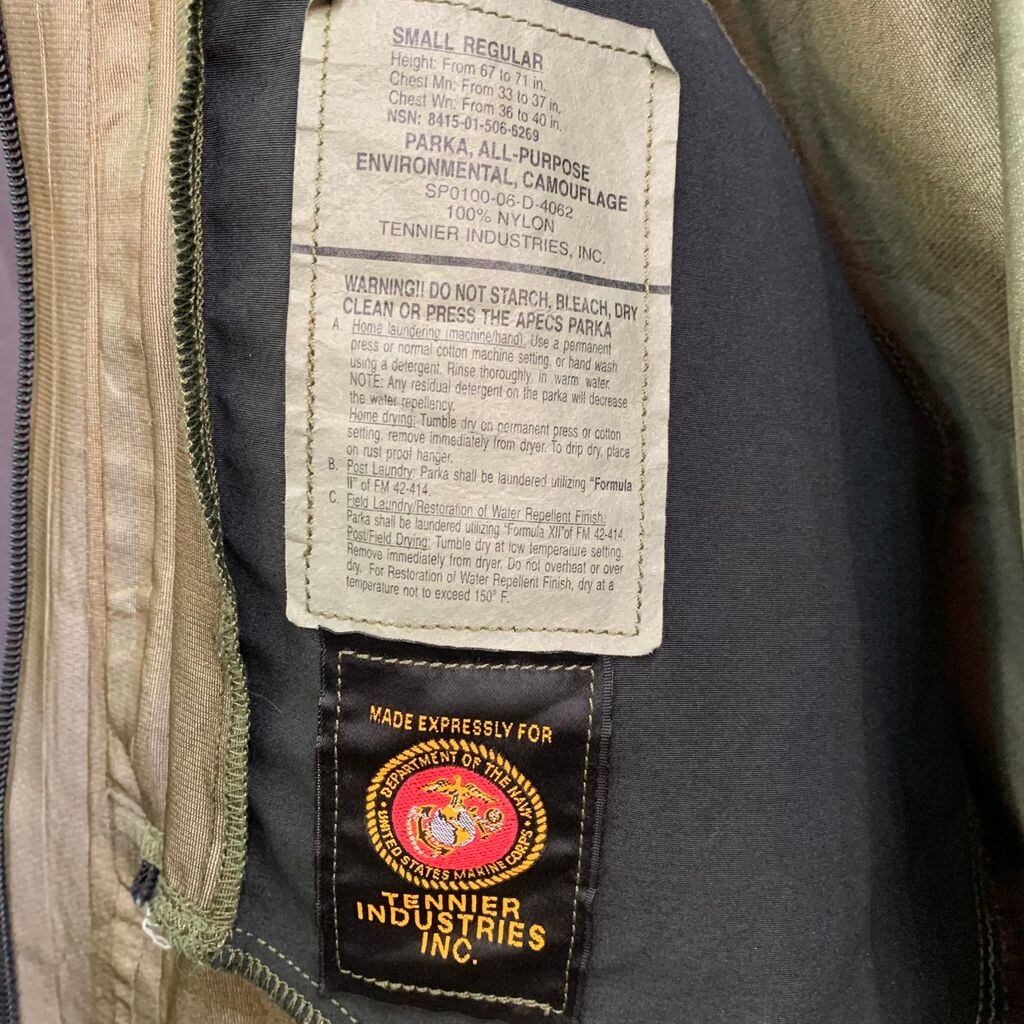 SMALL REGULAR
Height: From 67 to 71 in.
Chest Mn: From 33 to 37 in.
Chest Wn: From 36 to 40 in.
NSN: 8415-01-506-6269
PARKA, ALL-PURPOSE
ENVIRONMENTAL, CAMOUFLAGE
SP0100-06-D-4062
100% NYLON
TENNIER INDUSTRIES, INC.
WARNING!! DO NOT STARCH, BLEACH, DRY
CLEAN OR PRESS THE APECS PARKA
A. Home laundering (machine/hand): Use a permanent
press or normal cotton machine setting, or hand wash
using a detergent. Rinse thoroughly in warm water.
NOTE: Any residual detergent on the parka will decrease
the water repellency.
Home drying: Tumble dry on permanent press or cotton
setting, remove immediately from dryer. To drip dry, place
on rust proof hanger.
B. Post Laundry: Parka shall be laundered utilizing "Formula
II" of FM 42-414.
C. Field Laundry/Restoration of Water Repellent Finish:
Parka shall be laundered utilizing "Formula XII" of FM 42-414.
Post/Field Drying: Tumble dry at low temperature setting.
Remove immediately from dryer. Do not overheat or over
dry. For Restoration of Water Repellent Finish, dry at a
temperature not to exceed 150° F.
MADE EXPRESSLY FOR
DEPARTMENT OF THE NAVY
UNITED STATES MARINE CORPS
TENNIER
INDUSTRIES
INC.